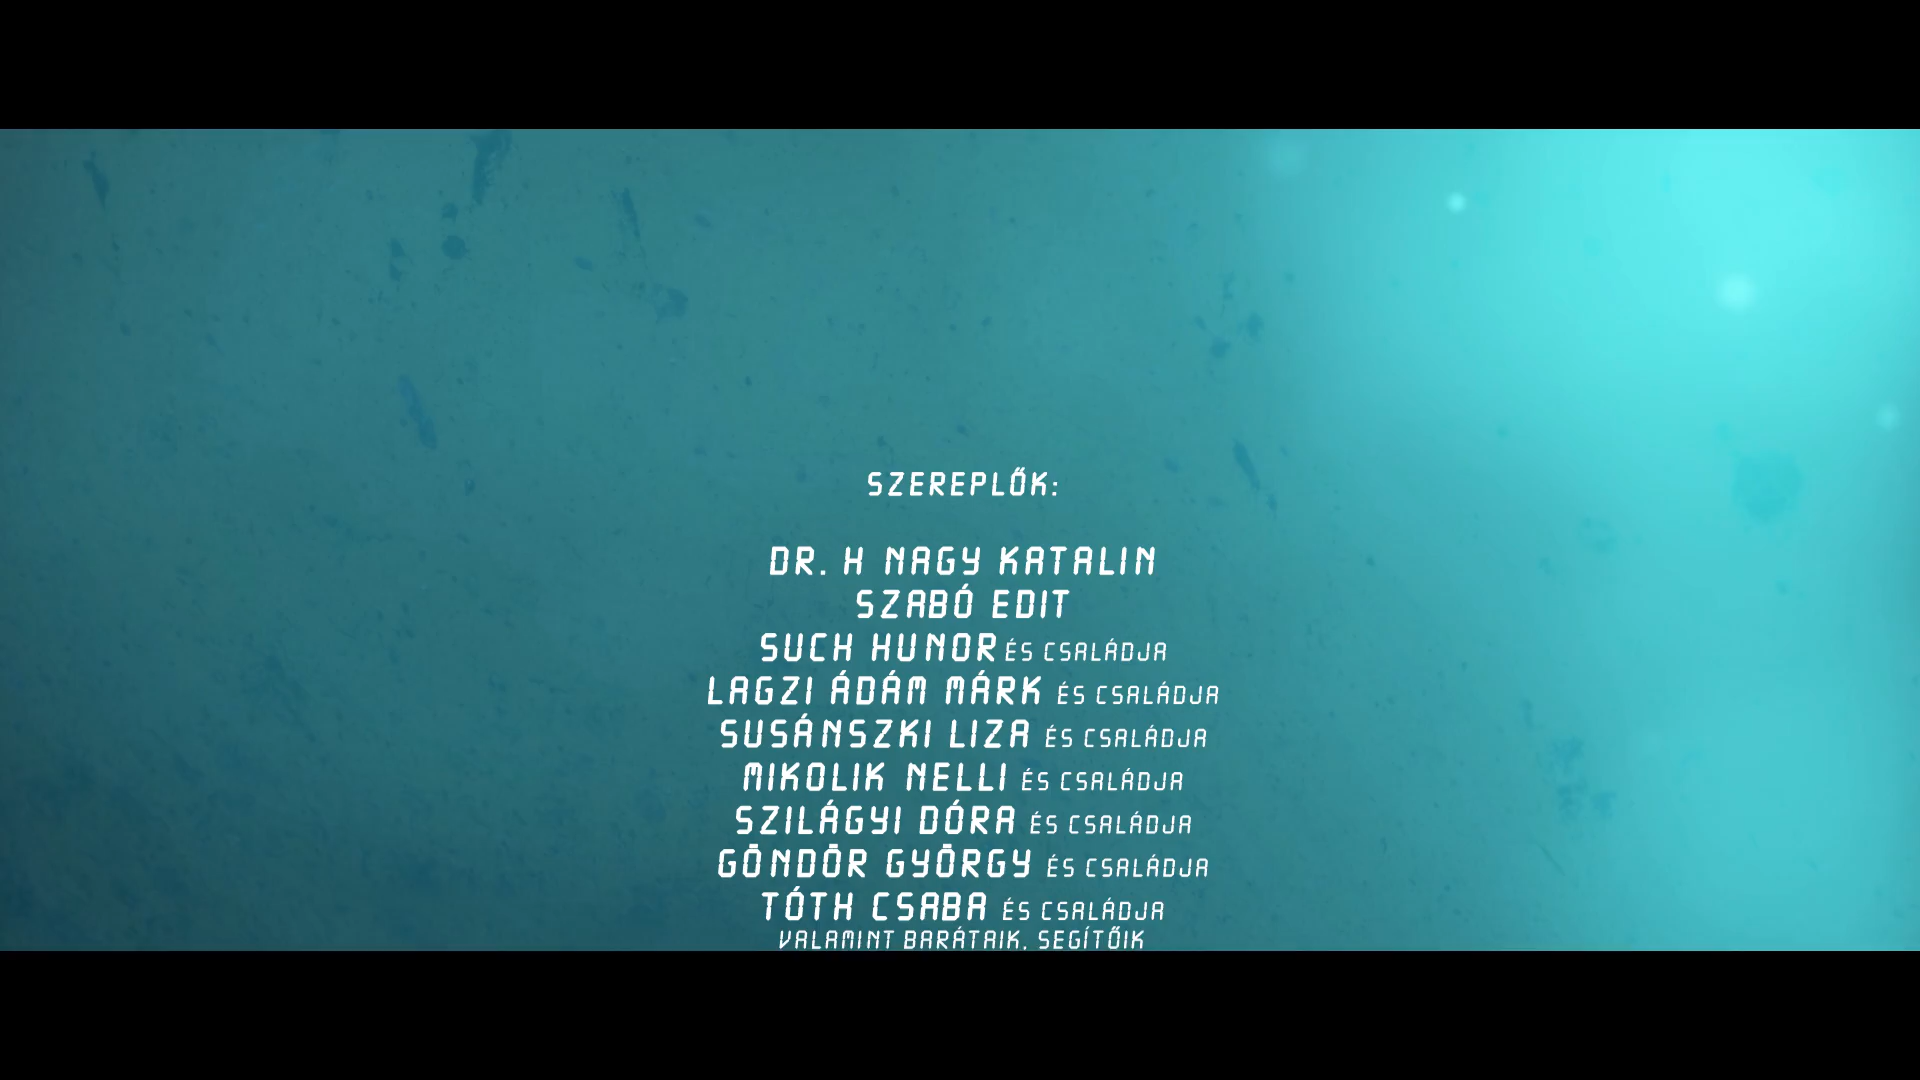 SZEREPLŐK:
DR. H NAGY KATALIN
SZABÓ EDIT
SUCH HUNOR ÉS CSALÁDJA
LAGZI ÁDÁM MÁRK ÉS CSALÁDJA
SUSÁNSZKI LIZA ÉS CSALÁDJA
MIKOLIK NELLI ÉS CSALÁDJA
SZILÁGYI DÓRA ÉS CSALÁDJA
GÖNDÖR GYÖRGY ÉS CSALÁDJA
TÓTH CSABA ÉS CSALÁDJA
VALAMINT BARÁTAIK, SEGÍTŐIK